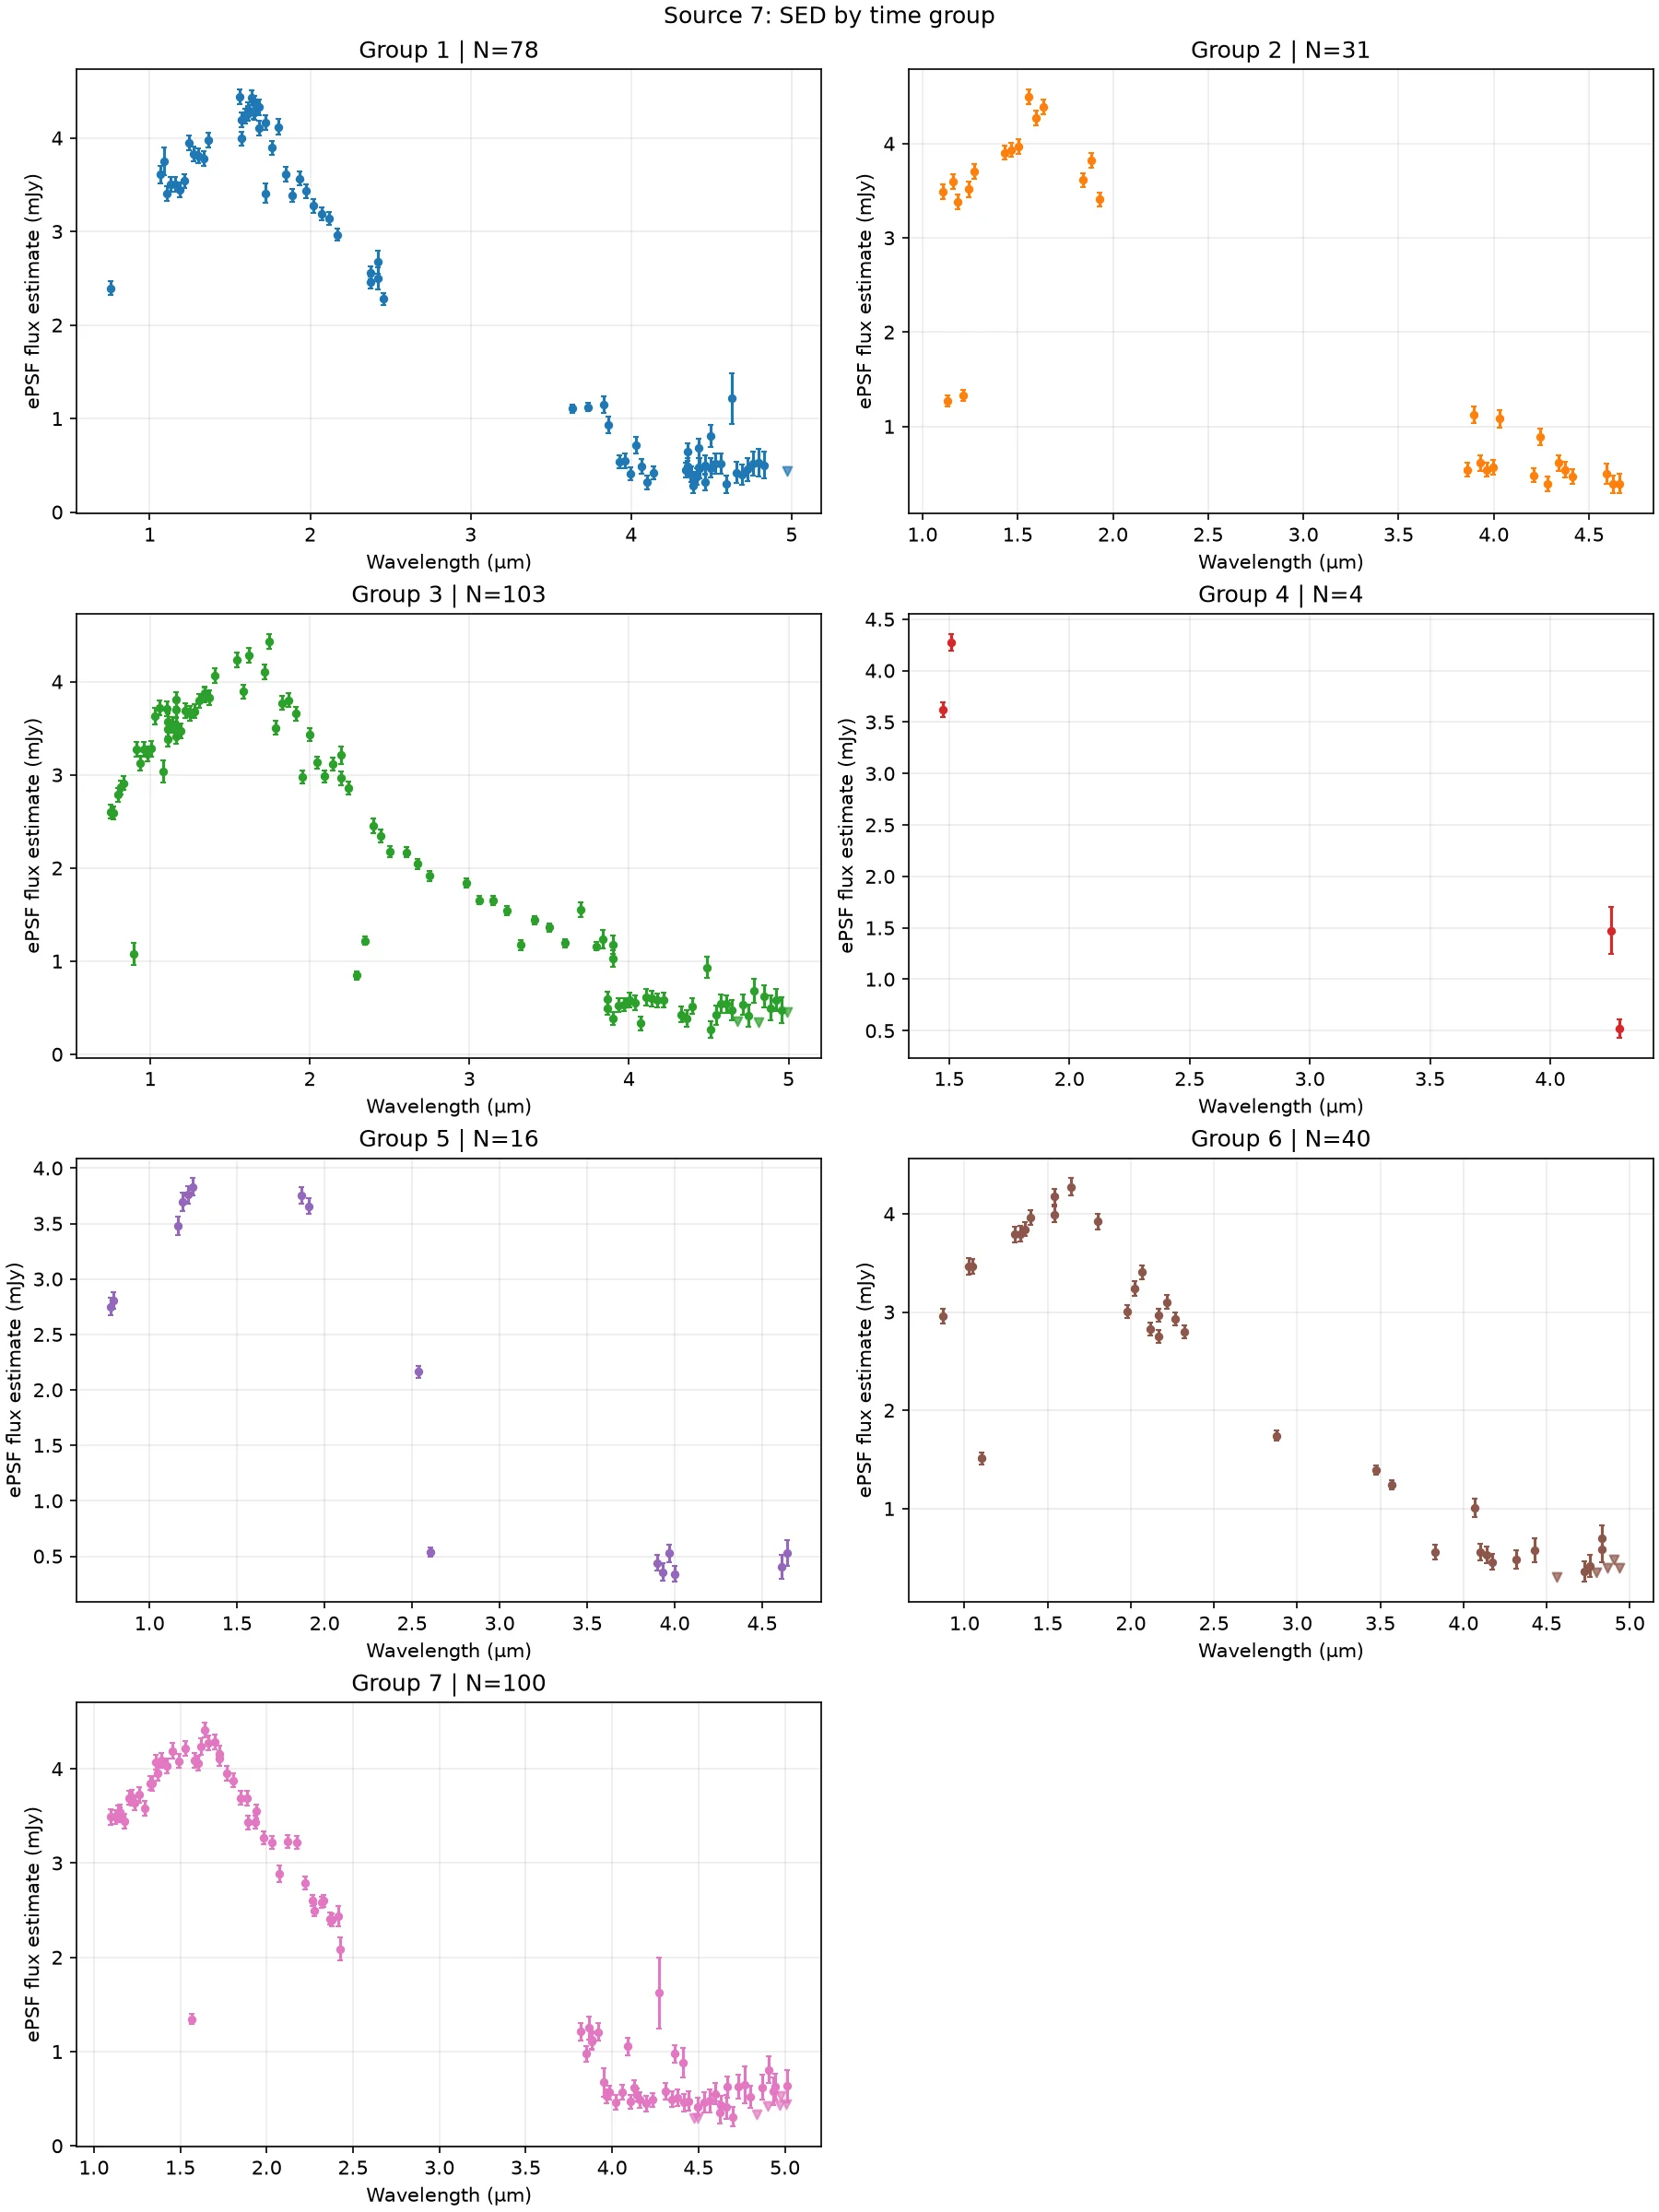 Source 7: SED by time group
Group 1 | N=78
ePSF flux estimate (mJy)
4
3
2
1
0
1 2 3 4 5
Wavelength (μm)
Group 2 | N=31
ePSF flux estimate (mJy)
4
3
2
1
1.0 1.5 2.0 2.5 3.0 3.5 4.0 4.5
Wavelength (μm)
Group 3 | N=103
ePSF flux estimate (mJy)
4
3
2
1
0
1 2 3 4 5
Wavelength (μm)
Group 4 | N=4
ePSF flux estimate (mJy)
4.5
4.0
3.5
3.0
2.5
2.0
1.5
1.0
0.5
1.5 2.0 2.5 3.0 3.5 4.0
Wavelength (μm)
Group 5 | N=16
ePSF flux estimate (mJy)
4.0
3.5
3.0
2.5
2.0
1.5
1.0
0.5
1.0 1.5 2.0 2.5 3.0 3.5 4.0 4.5
Wavelength (μm)
Group 6 | N=40
ePSF flux estimate (mJy)
4
3
2
1
1.0 1.5 2.0 2.5 3.0 3.5 4.0 4.5 5.0
Wavelength (μm)
Group 7 | N=100
ePSF flux estimate (mJy)
4
3
2
1
0
1.0 1.5 2.0 2.5 3.0 3.5 4.0 4.5 5.0
Wavelength (μm)